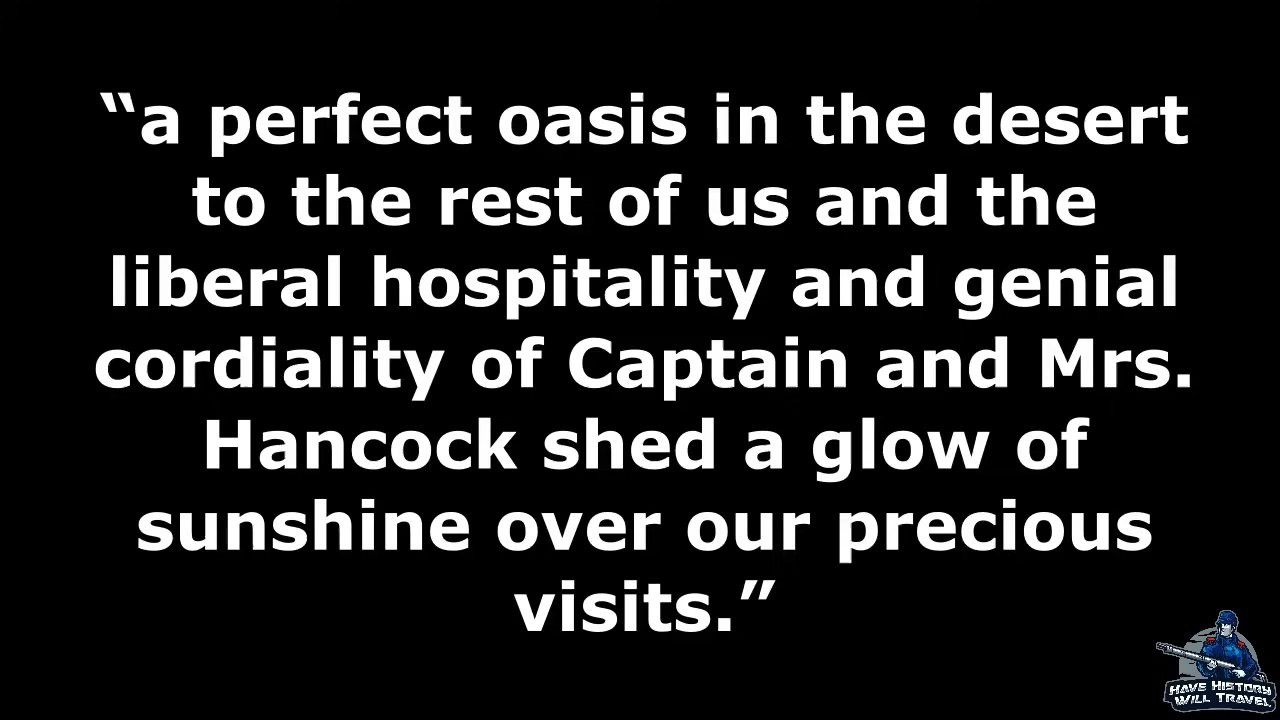 “a perfect oasis in the desert
to the rest of us and the
liberal hospitality and genial
cordiality of Captain and Mrs.
Hancock shed a glow of
sunshine over our precious
visits.”
HAVE HISTORY
WILL TRAVEL